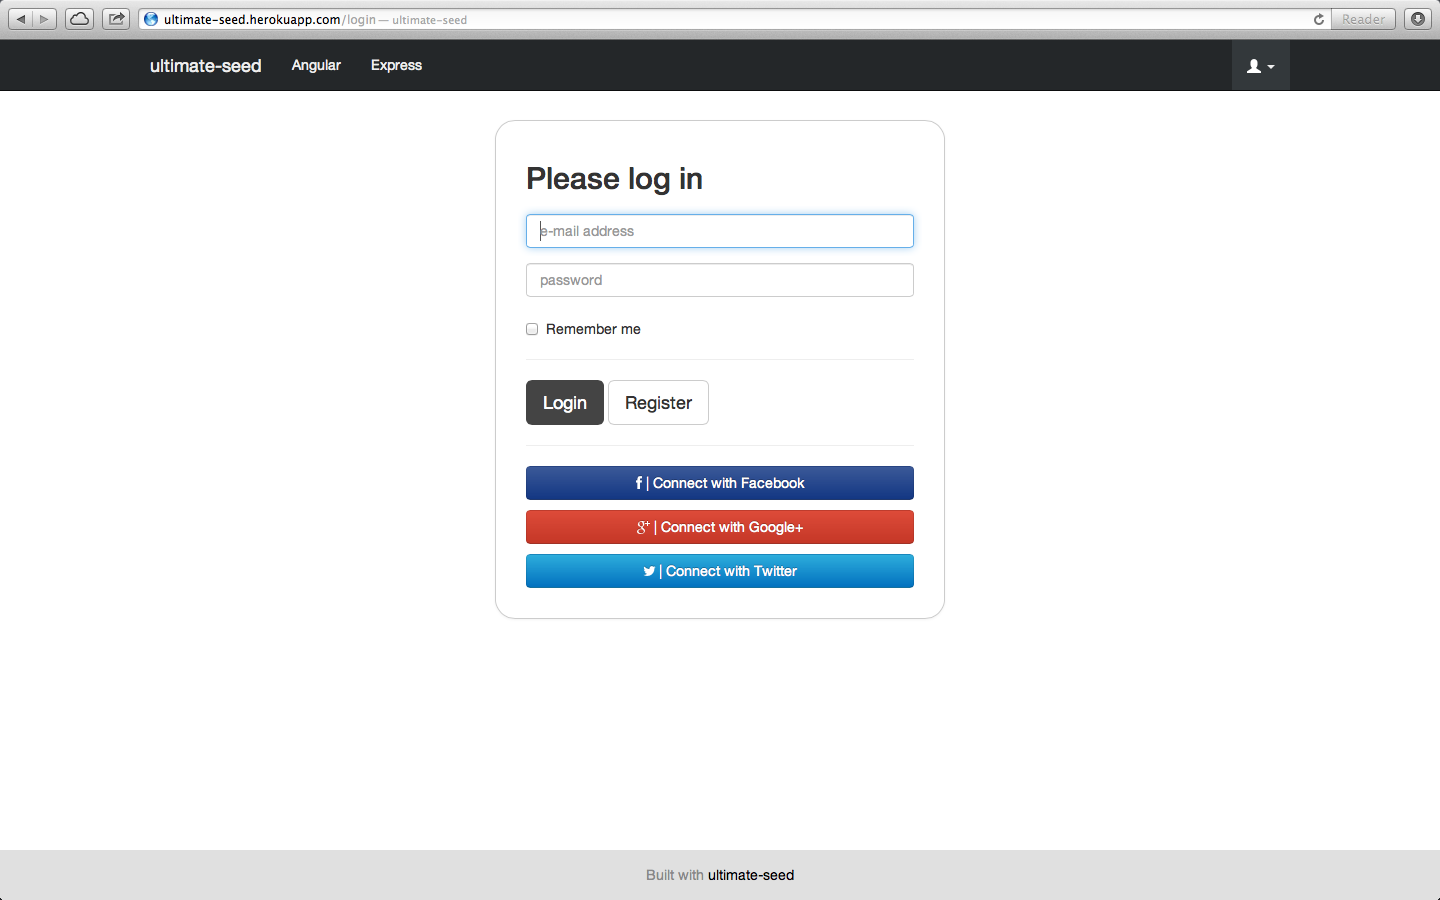 ultimate-seed.herokuapp.com/login — ultimate-seed
Reader
ultimate-seed Angular Express
Please log in
e-mail address
password
Remember me
Login Register
f | Connect with Facebook
g+ | Connect with Google+
| Connect with Twitter
Built with ultimate-seed